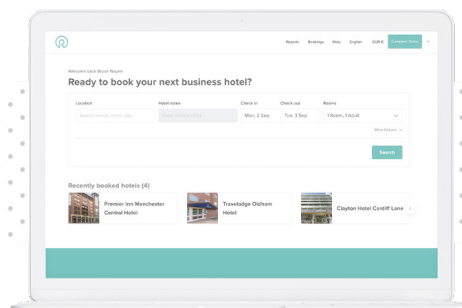 Rewards Bookings Help English EUR € Company Name
Welcome back Bruce Wayne
Ready to book your next business hotel?
Location Hotel name Check in Check out Rooms
Mon, 2 Sep Tue, 3 Sep 1 Room, 1 Adult
More Options
Search
Recently booked hotels (4)
Premier Inn Manchester
Central Hotel
Travelodge Oldham
Hotel
Clayton Hotel Cardiff Lane